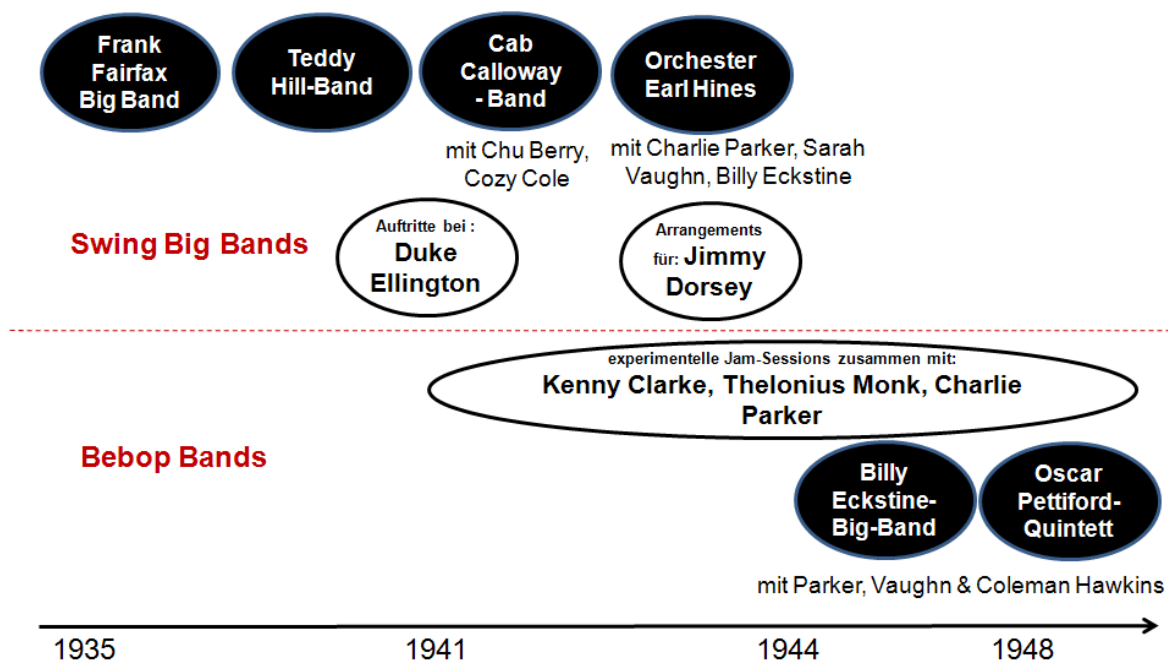 Frank
Fairfax
Big Band
Teddy
Hill-Band
Cab
Calloway
- Band
Orchester
Earl Hines
mit Chu Berry,
Cozy Cole
mit Charlie Parker, Sarah
Vaughn, Billy Eckstine
Swing Big Bands
Auftritte bei :
Duke
Ellington
Arrangements
für: Jimmy
Dorsey
experimentelle Jam-Sessions zusammen mit:
Kenny Clarke, Thelonius Monk, Charlie
Parker
Bebop Bands
Billy
Eckstine-
Big-Band
Oscar
Pettiford-
Quintett
mit Parker, Vaughn & Coleman Hawkins
1935
1941
1944
1948